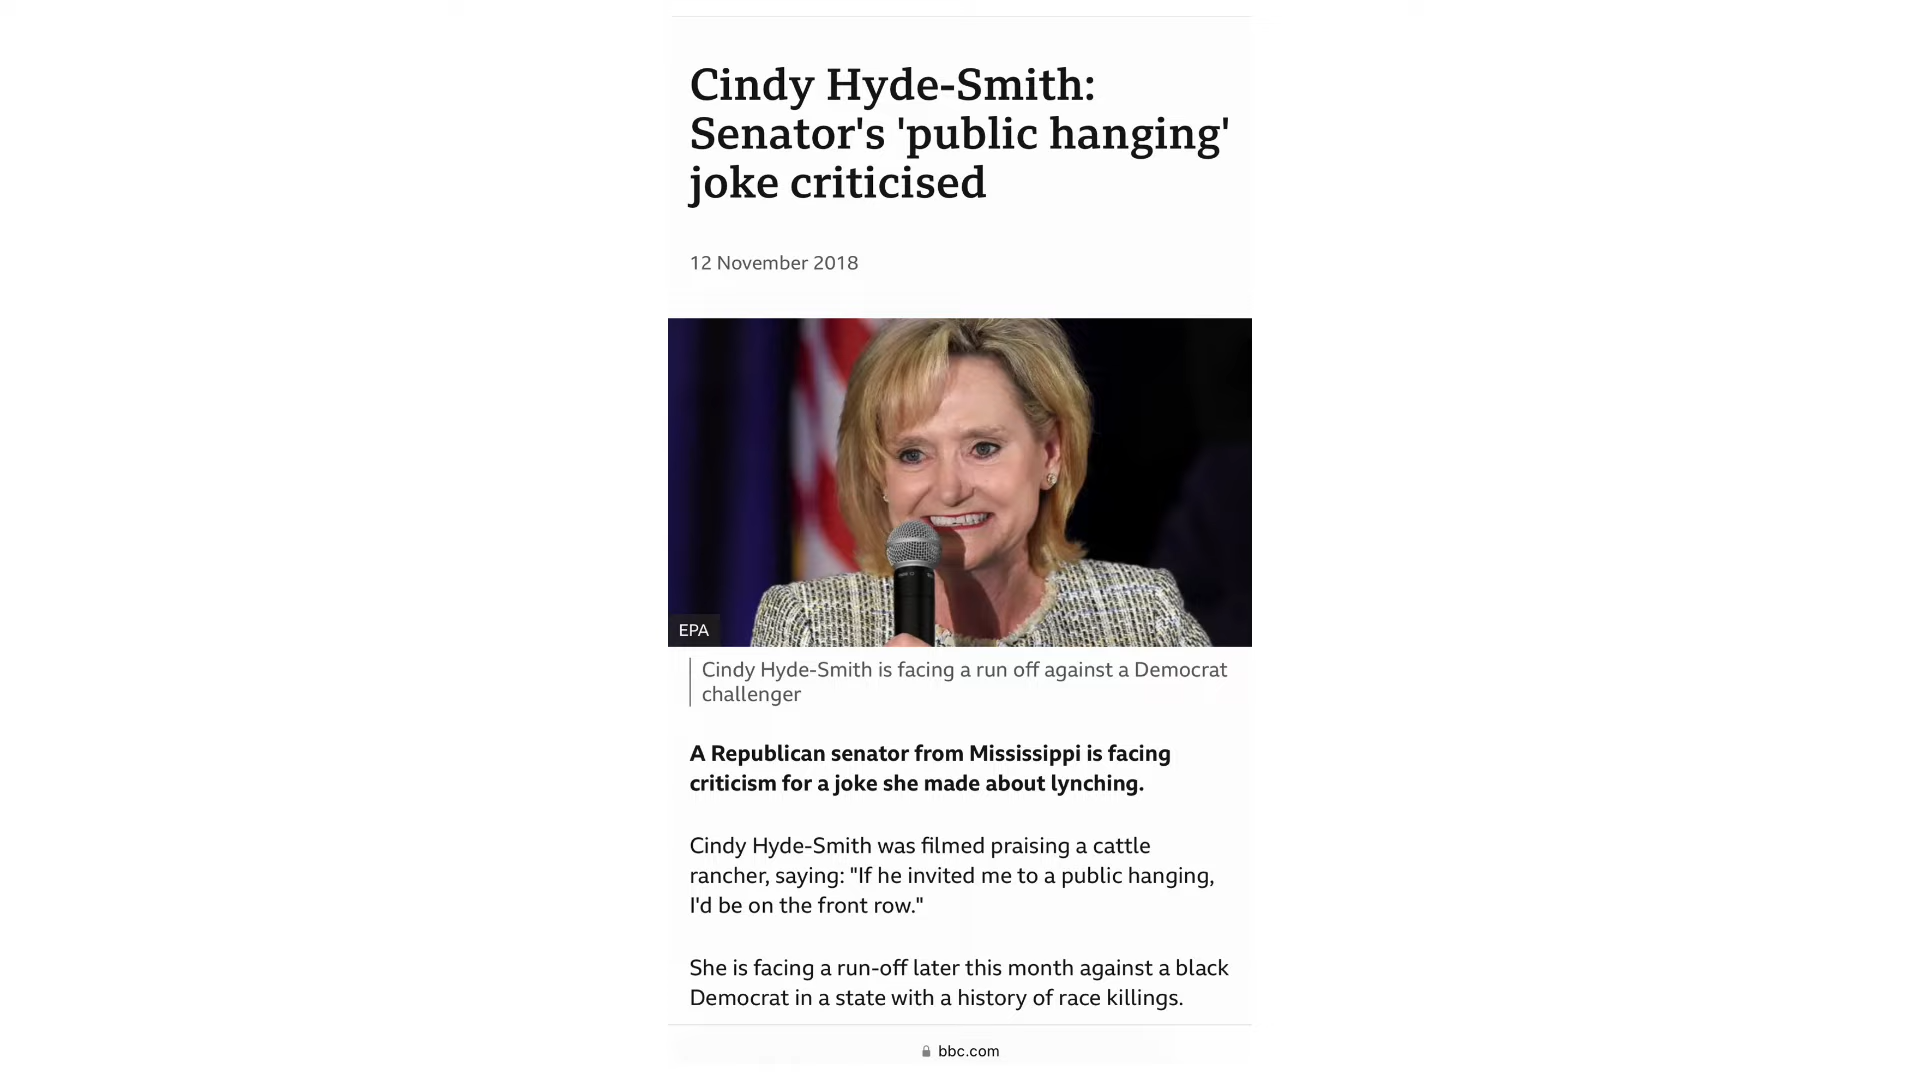 Cindy Hyde-Smith:
Senator's 'public hanging'
joke criticised
12 November 2018
EPA
Cindy Hyde-Smith is facing a run off against a Democrat
challenger
A Republican senator from Mississippi is facing
criticism for a joke she made about lynching.
Cindy Hyde-Smith was filmed praising a cattle
rancher, saying: "If he invited me to a public hanging,
I'd be on the front row."
She is facing a run-off later this month against a black
Democrat in a state with a history of race killings.
bbc.com